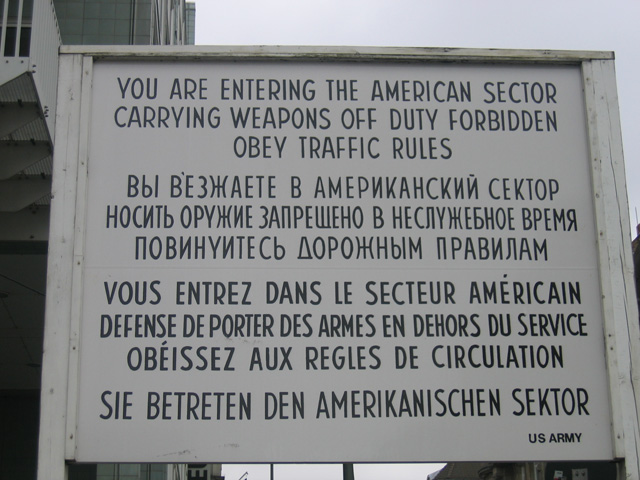 YOU ARE ENTERING THE AMERICAN SECTOR
CARRYING WEAPONS OFF DUTY FORBIDDEN
OBEY TRAFFIC RULES
ВЫ В'ЕЗЖАЕТЕ В АМЕРИКАНСКИЙ СЕКТОР
НОСИТЬ ОРУЖИЕ ЗАПРЕЩЕНО В НЕСЛУЖЕБНОЕ ВРЕМЯ
ПОВИНУИТЕСЬ ДОРОЖНЫМ ПРАВИЛАМ
VOUS ENTREZ DANS LE SECTEUR AMÉRICAIN
DEFENSE DE PORTER DES ARMES EN DEHORS DU SERVICE
OBÉISSEZ AUX REGLES DE CIRCULATION
SIE BETRETEN DEN AMERIKANISCHEN SEKTOR
US ARMY